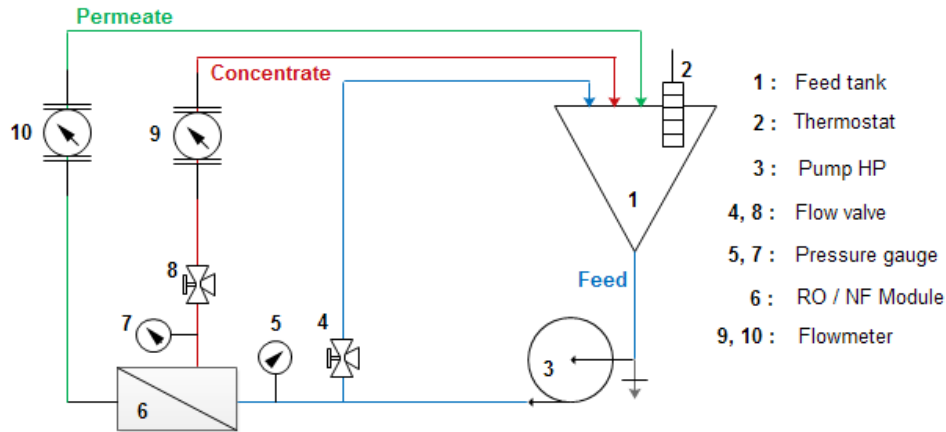 Permeate
Concentrate
2
10
9
1
8
Feed
7
5
4
3
6
1 : Feed tank
2 : Thermostat
3 : Pump HP
4, 8 : Flow valve
5, 7 : Pressure gauge
6 : RO / NF Module
9, 10 : Flowmeter